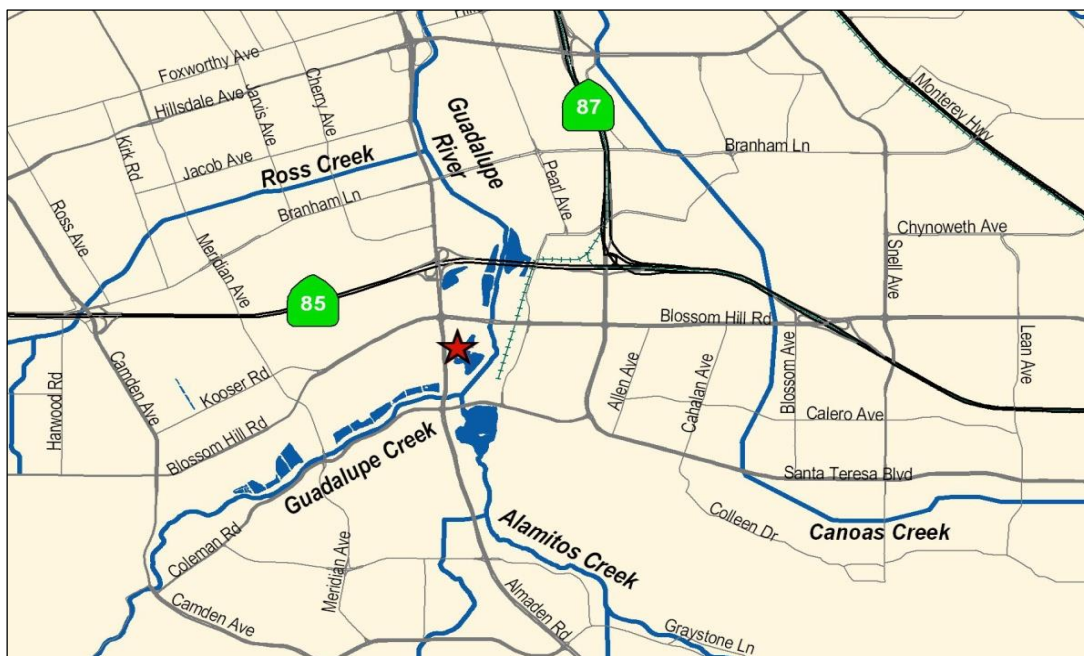 Foxworthy Ave
Hillsdale Ave
Jarvis Ave
Cherry Ave
Kirk Rd
Jacob Ave
Ross Creek
Guadalupe
River
87
Monterey Hwy
Branham Ln
Pearl Ave
Branham Ln
Ross Ave
Meridian Ave
Chynoweth Ave
Snell Ave
85
Blossom Hill Rd
Lean Ave
Camden Ave
Harwood Rd
Kooser Rd
Allen Ave
Cahalan Ave
Blossom Ave
Calero Ave
Blossom Hill Rd
Guadalupe Creek
Santa Teresa Blvd
Coleman Rd
Colleen Dr
Canoas Creek
Meridian Ave
Alamitos Creek
Almaden Rd
Camden Ave
Graystone Ln